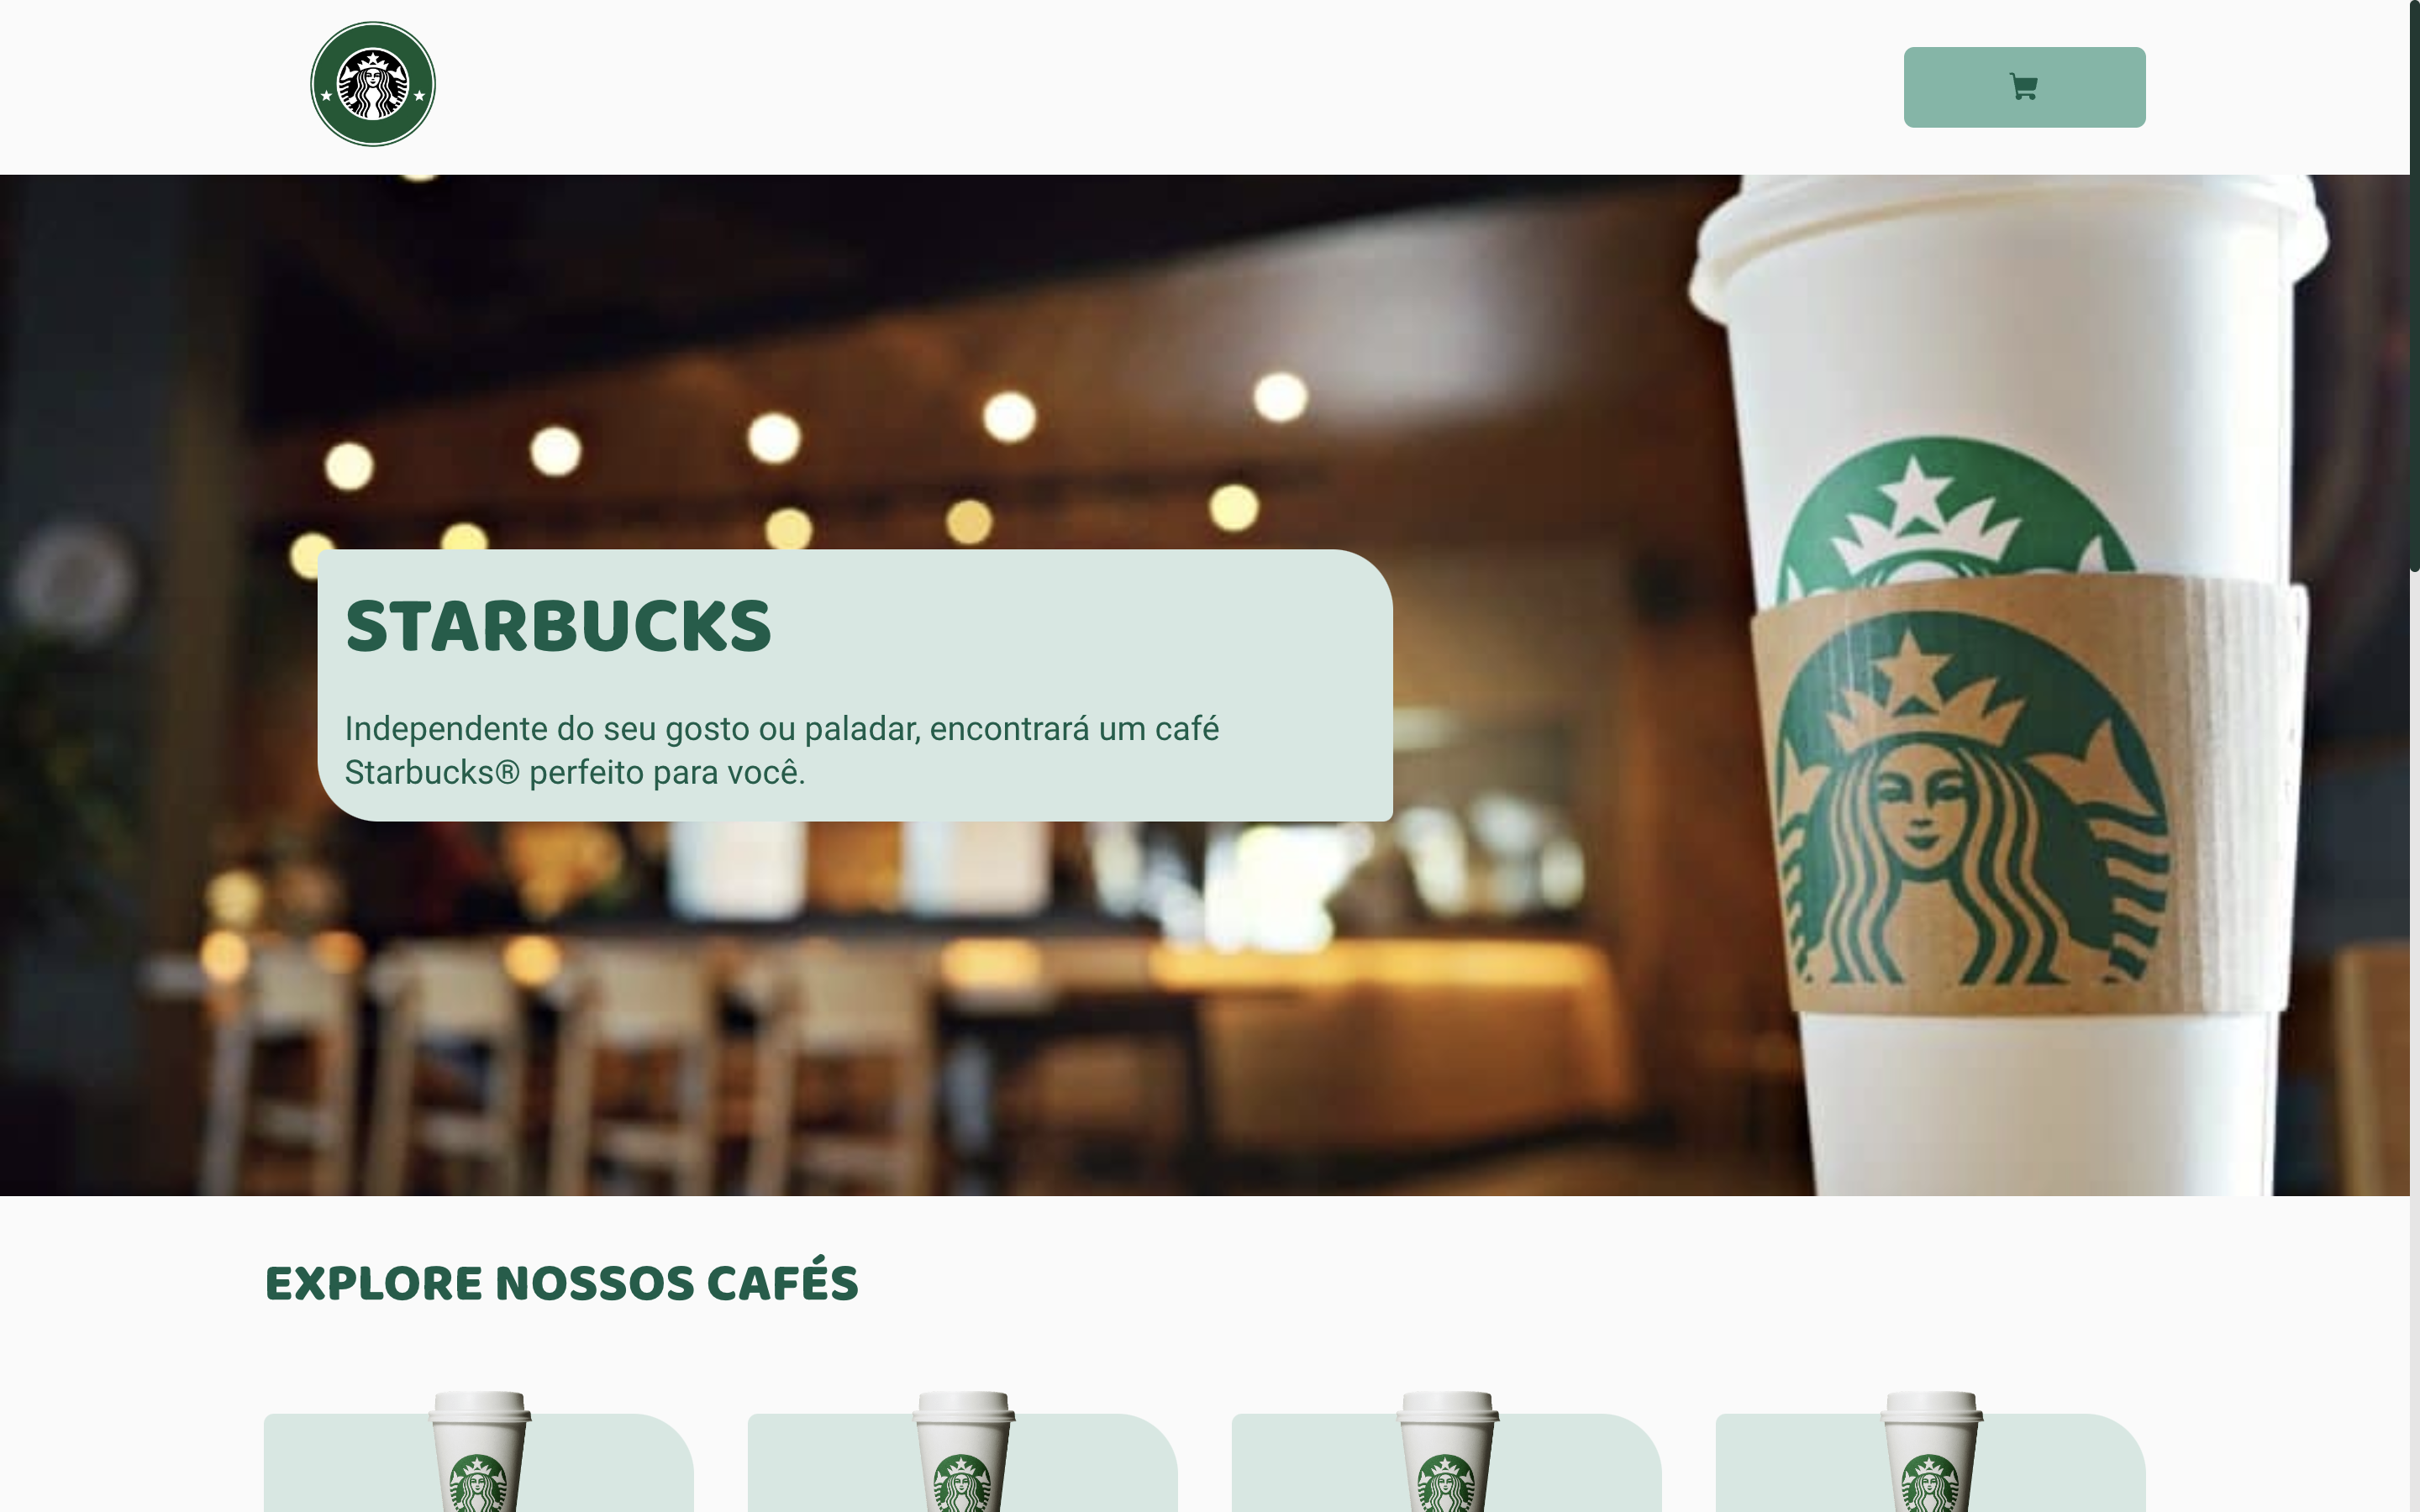 STARBUCKS
Independente do seu gosto ou paladar, encontrará um café
Starbucks® perfeito para você.
EXPLORE NOSSOS CAFÉS